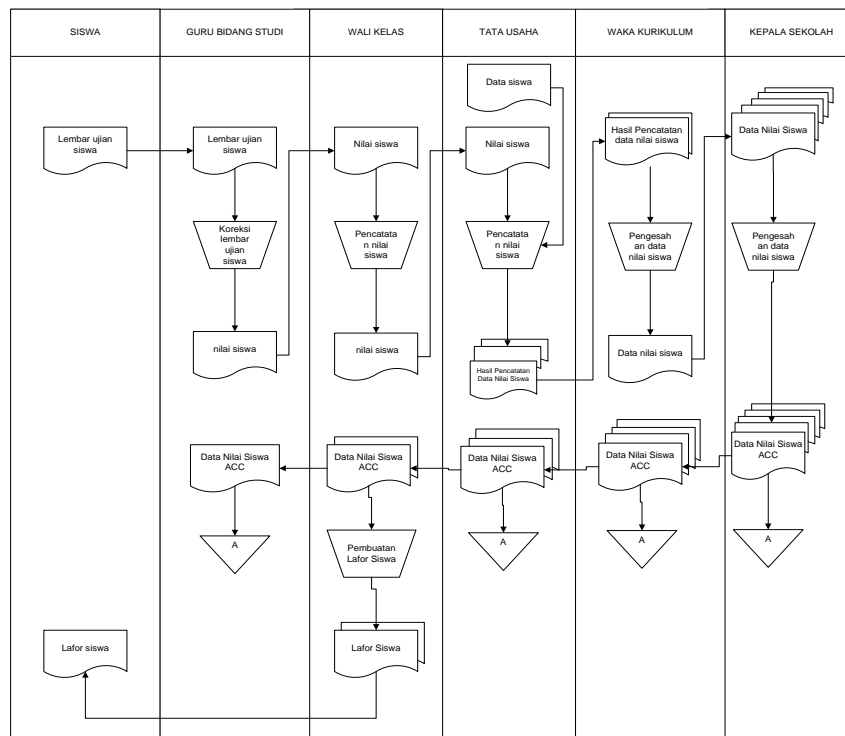 SISWA
GURU BIDANG STUDI
WALI KELAS
TATA USAHA
WAKA KURIKULUM
KEPALA SEKOLAH
Data siswa
Lembar ujian
siswa
Lembar ujian
siswa
Nilai siswa
Nilai siswa
Hasil Pencatatan
data nilai siswa
Data Nilai Siswa
Koreksi
lembar
ujian
siswa
Pencatata
n nilai
siswa
Pencatata
n nilai
siswa
Pengesah
an data
nilai siswa
Pengesah
an data
nilai siswa
nilai siswa
nilai siswa
Hasil Pencatatan
Data Nilai Siswa
Data nilai siswa
Data Nilai Siswa
ACC
Data Nilai Siswa
ACC
Data Nilai Siswa
ACC
Data Nilai Siswa
ACC
Data Nilai Siswa
ACC
A
Pembuatan
Lafor Siswa
A
A
A
Lafor siswa
Lafor Siswa